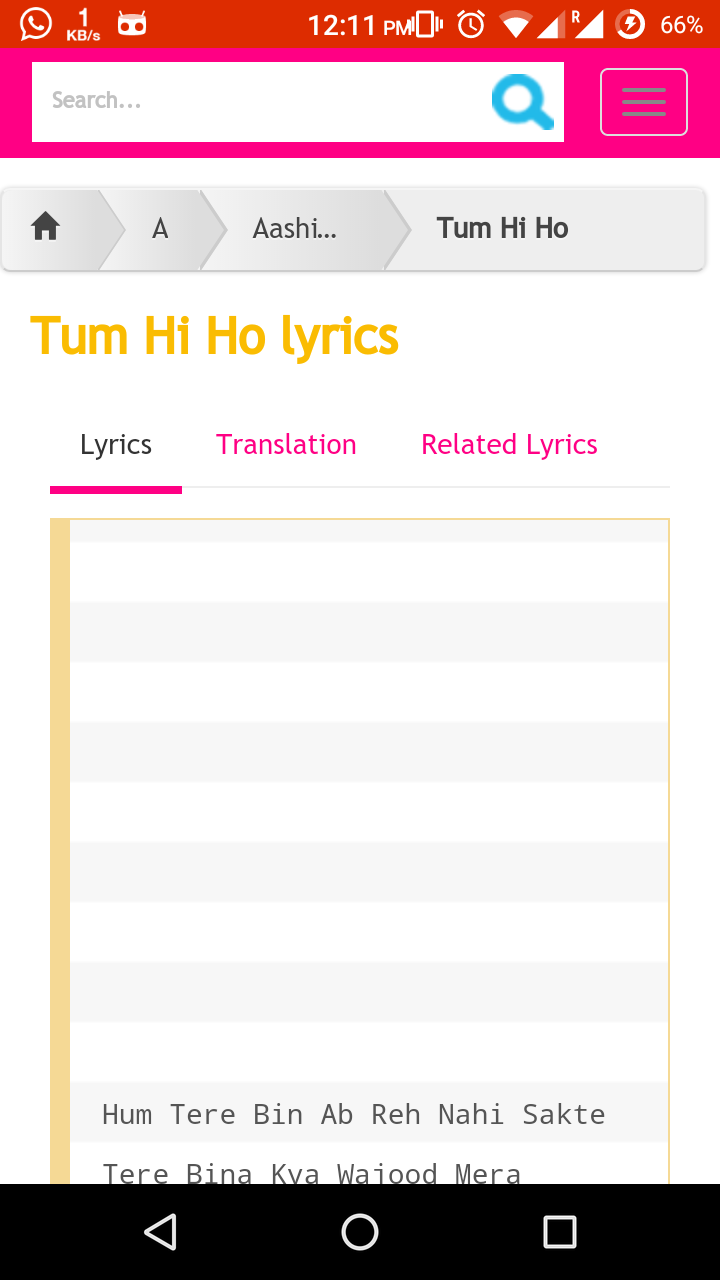 1
KB/s
12:11 PM
R
66%
Search...
A
Aashi...
Tum Hi Ho
Tum Hi Ho lyrics
Lyrics
Translation
Related Lyrics
Hum Tere Bin Ab Reh Nahi Sakte
Tere Bina Kya Wajood Mera